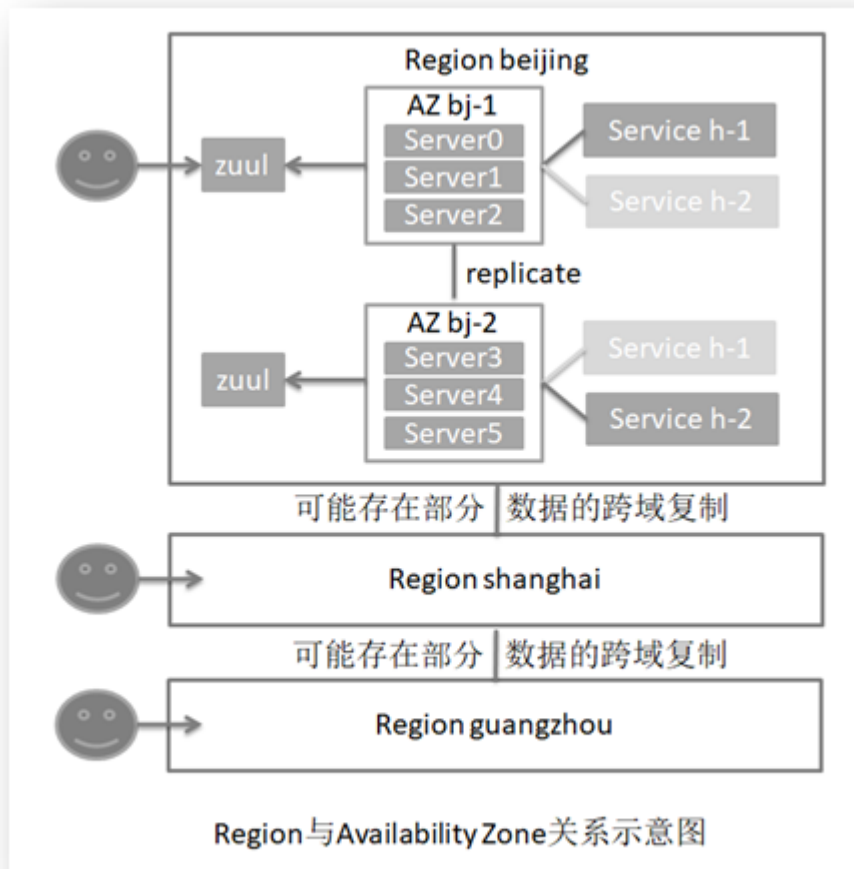 Region beijing
AZ bj-1
Server0
Server1
Server2
zuul
Service h-1
Service h-2
replicate
AZ bj-2
Server3
Server4
Server5
zuul
Service h-1
Service h-2
可能存在部分 数据的跨域复制
Region shanghai
可能存在部分 数据的跨域复制
Region guangzhou
Region与Availability Zone关系示意图